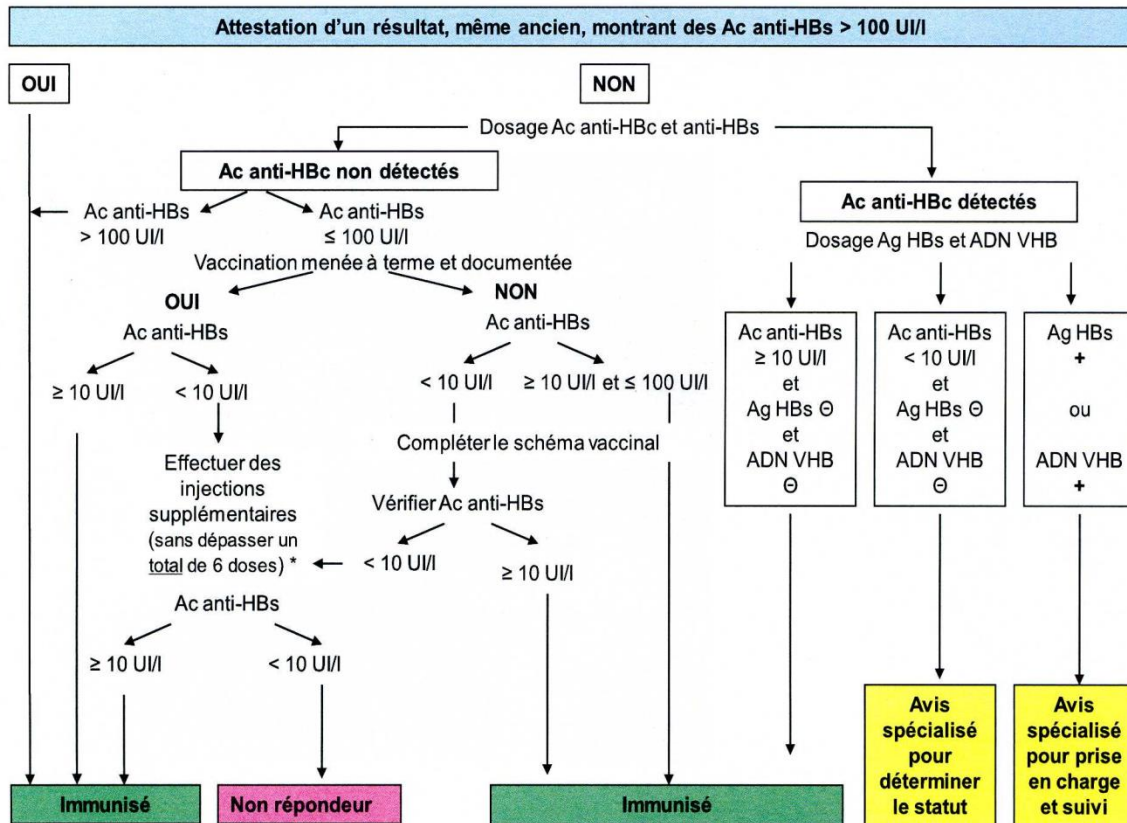 Attestation d'un résultat, même ancien, montrant des Ac anti-HBs > 100 UI/l
OUI
NON
Dosage Ac anti-HBc et anti-HBs
Ac anti-HBc non détectés
Ac anti-HBs
> 100 UI/l
Ac anti-HBs
≤ 100 UI/l
Vaccination menée à terme et documentée
OUI
Ac anti-HBs
≥ 10 UI/l
< 10 UI/l
Effectuer des
injections
supplémentaires
(sans dépasser un
total de 6 doses) *
Ac anti-HBs
≥ 10 UI/l
< 10 UI/l
NON
Ac anti-HBs
< 10 UI/l
≥ 10 UI/l et ≤ 100 UI/l
Compléter le schéma vaccinal
Vérifier Ac anti-HBs
< 10 UI/l
≥ 10 UI/l
Ac anti-HBc détectés
Dosage Ag HBs et ADN VHB
Ac anti-HBs
≥ 10 UI/l
et
Ag HBs Θ
et
ADN VHB
Θ
Ac anti-HBs
< 10 UI/l
et
Ag HBs Θ
et
ADN VHB
Θ
Ag HBs
+
ou
ADN VHB
+
Immunisé
Non répondeur
Immunisé
Avis
spécialisé
pour
déterminer
le statut
Avis
spécialisé
pour prise
en charge
et suivi